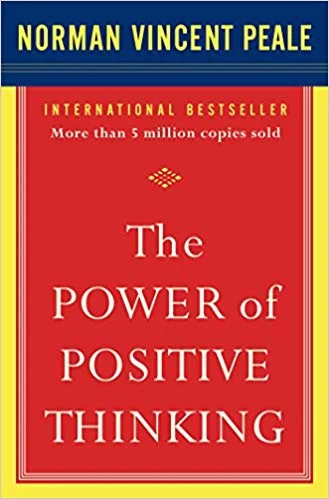 NORMAN VINCENT PEALE
INTERNATIONAL BESTSELLER
More than 5 million copies sold
The
POWER of
POSITIVE
THINKING